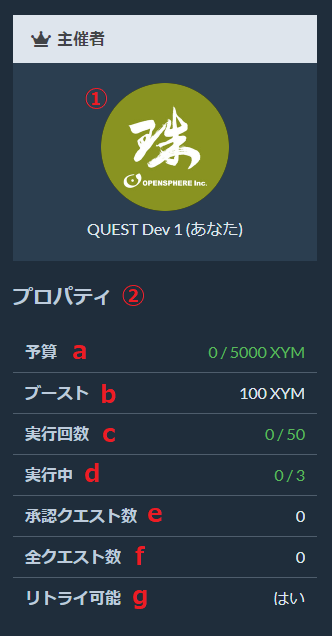 主催者
①
珠
OPENSPHERE Inc.
QUEST Dev 1 (あなた)
プロパティ ②
予算 a 0 / 5000 XYM
ブースト b 100 XYM
実行回数 c 0 / 50
実行中 d 0 / 3
承認クエスト数 e 0
全クエスト数 f 0
リトライ可能 g はい